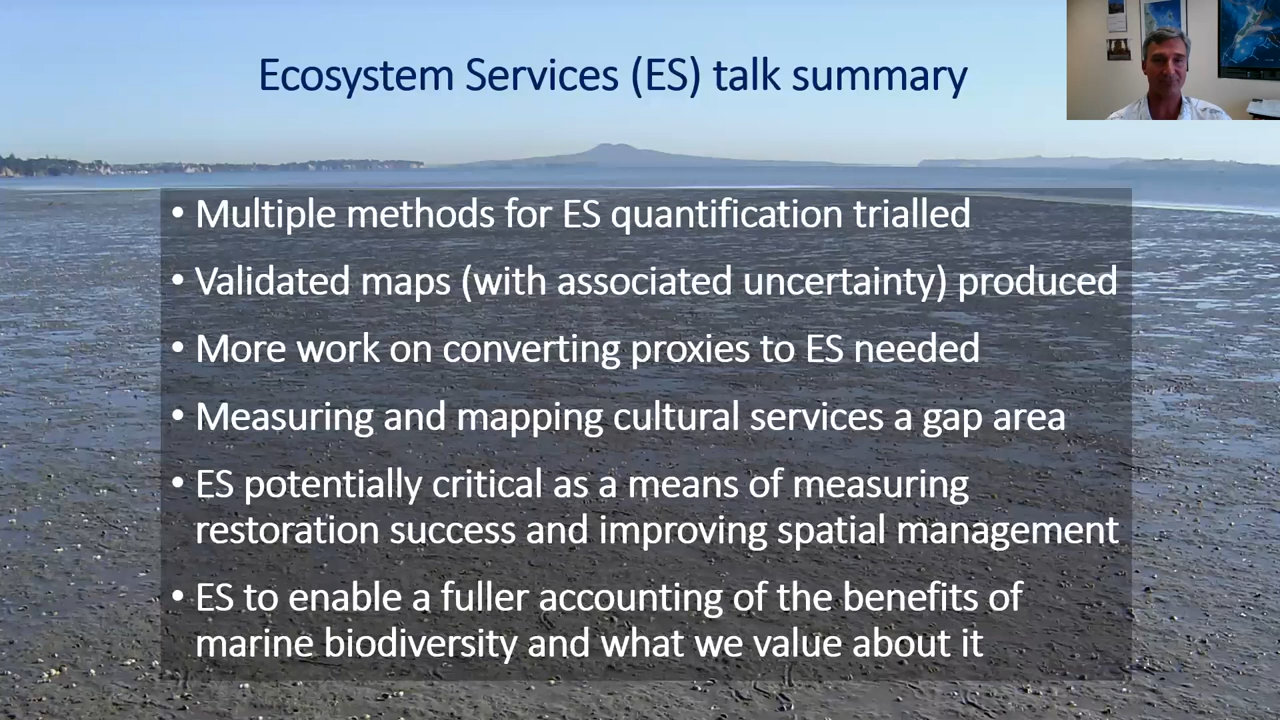 Ecosystem Services (ES) talk summary
• Multiple methods for ES quantification trialled
• Validated maps (with associated uncertainty) produced
• More work on converting proxies to ES needed
• Measuring and mapping cultural services a gap area
• ES potentially critical as a means of measuring
restoration success and improving spatial management
• ES to enable a fuller accounting of the benefits of
marine biodiversity and what we value about it